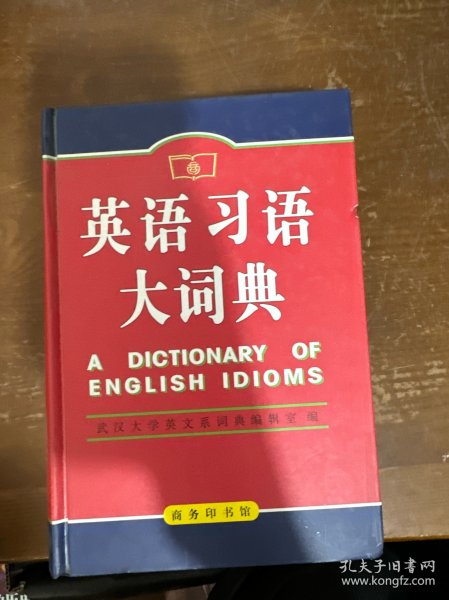 英语习语
大词典
A DICTIONARY OF
ENGLISH IDIOMS
武汉大学英文系词典编辑室 编
商务印书馆
孔夫子旧书网
www.kongfz.com